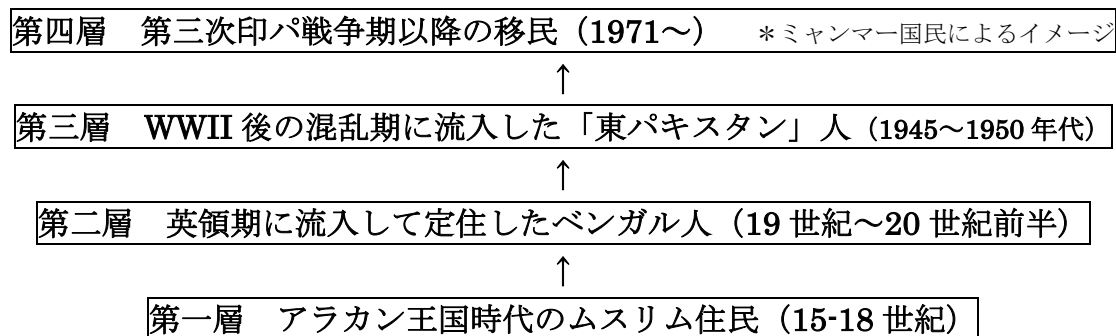 第四層　第三次印パ戦争期以降の移民（1971～）　＊ミャンマー国民によるイメージ
↑
第三層　WWII 後の混乱期に流入した「東パキスタン」人（1945～1950 年代）
↑
第二層　英領期に流入して定住したベンガル人（19 世紀～20 世紀前半）
↑
第一層　アラカン王国時代のムスリム住民（15-18 世紀）